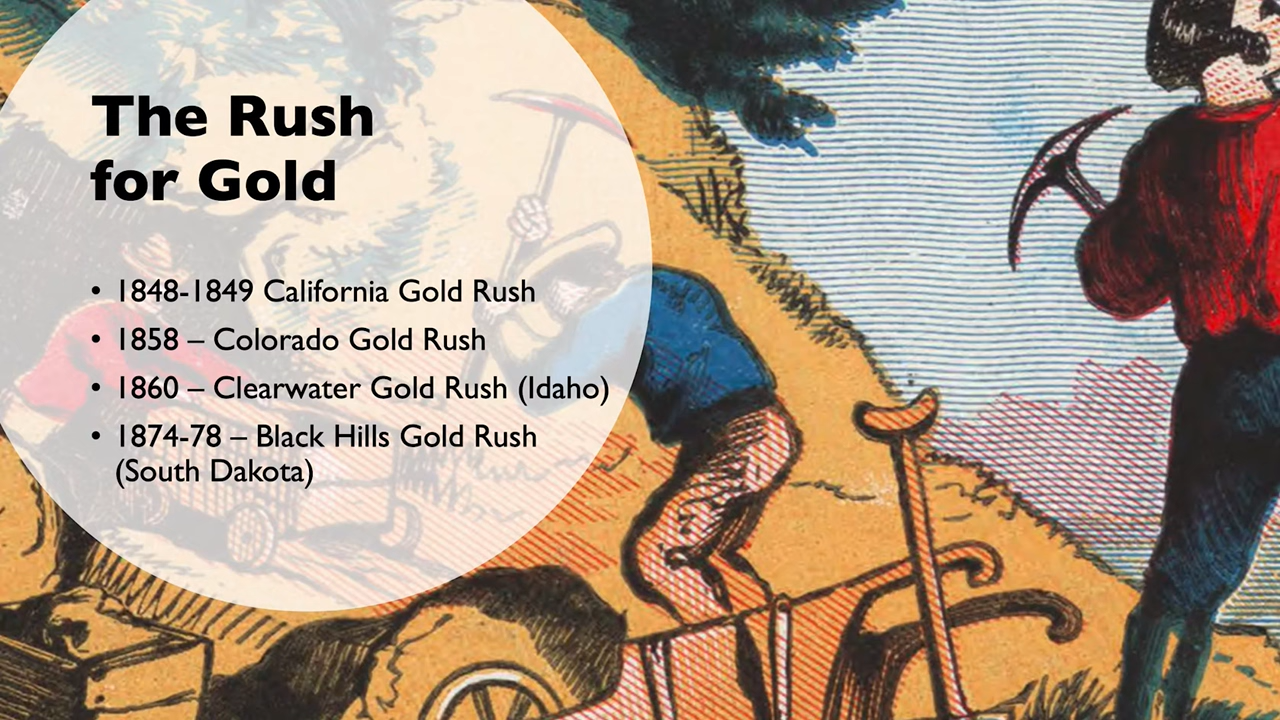 The Rush
for Gold
• 1848-1849 California Gold Rush
• 1858 – Colorado Gold Rush
• 1860 – Clearwater Gold Rush (Idaho)
• 1874-78 – Black Hills Gold Rush
(South Dakota)